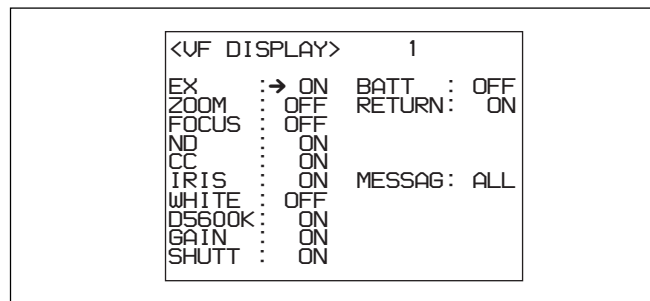 <VF DISPLAY> 1
EX :→ ON BATT : OFF
ZOOM : OFF RETURN: ON
FOCUS : OFF
ND : ON
CC : ON
IRIS : ON MESSAG: ALL
WHITE : OFF
D5600K: ON
GAIN : ON
SHUTT : ON